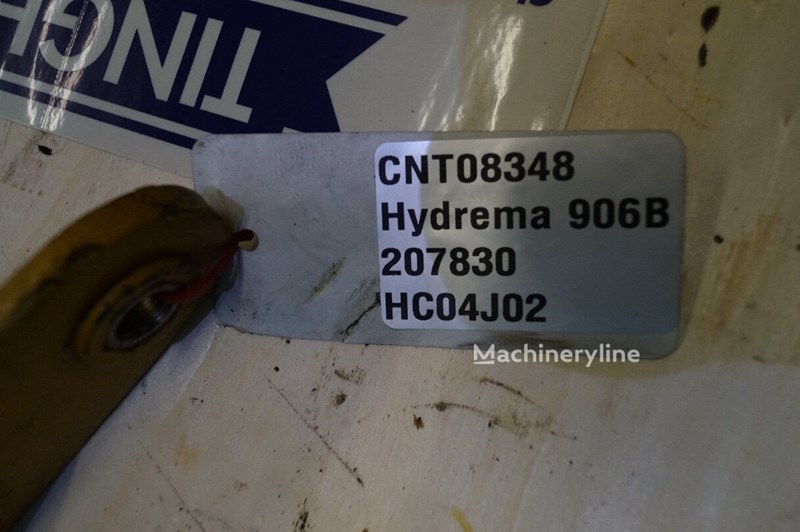 TINGH
CNT08348
Hydrema 906B
207830
HC04J02
Machineryline